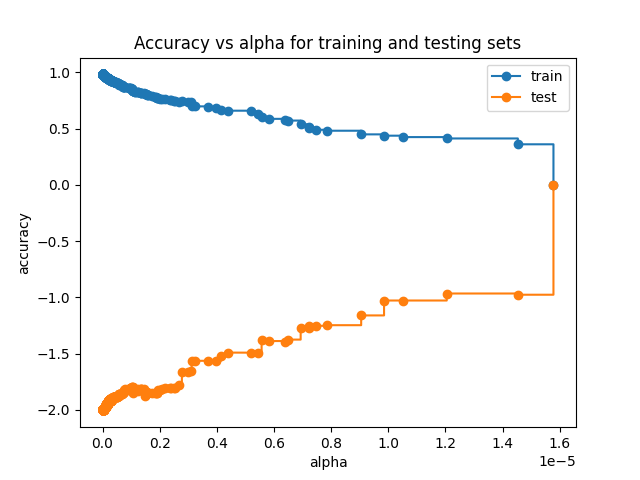 Accuracy vs alpha for training and testing sets
train
test
1.0
0.5
0.0
−0.5
−1.0
−1.5
−2.0
accuracy
0.0 0.2 0.4 0.6 0.8 1.0 1.2 1.4 1.6
1e−5
alpha